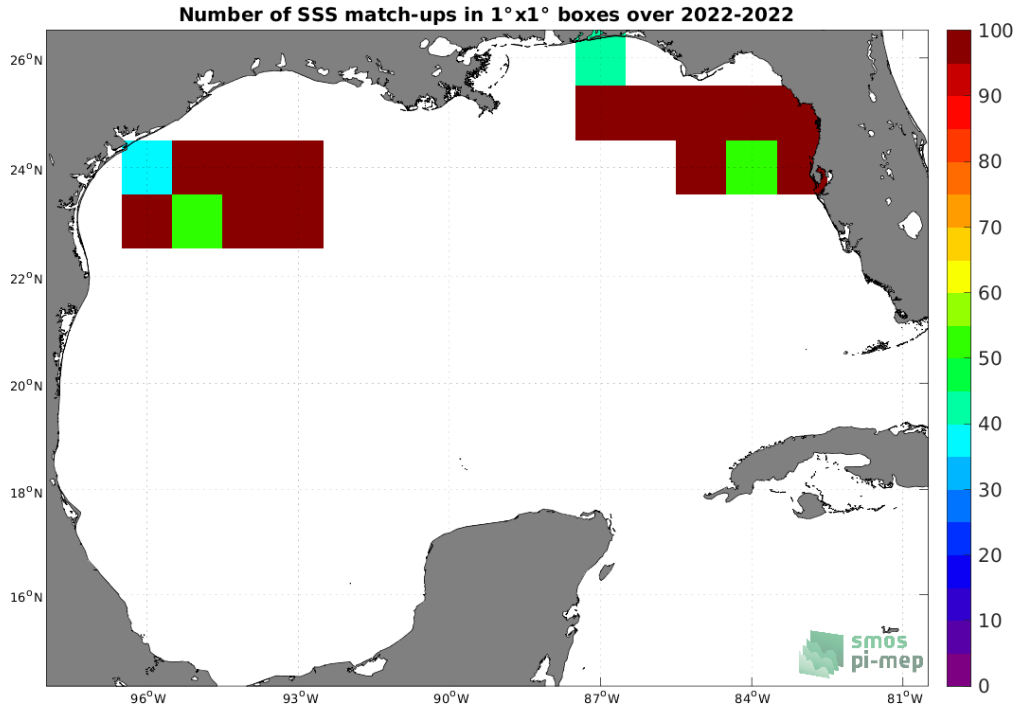 Number of SSS match-ups in 1°x1° boxes over 2022-2022
26°N
24°N
22°N
20°N
18°N
16°N
96°W
93°W
90°W
87°W
84°W
81°W
100
90
80
70
60
50
40
30
20
10
0
smos
pi-mep